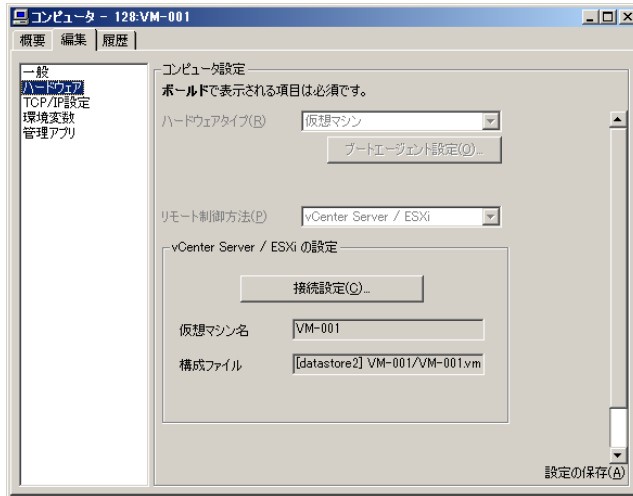 コンピュータ - 128:VM-001
概要 編集 履歴
一般
ハードウェア
TCP/IP設定
環境変数
管理アプリ
コンピュータ設定
ボールドで表示される項目は必須です。
ハードウェアタイプ(R) 仮想マシン
ブートエージェント設定(O)...
リモート制御方法(P) vCenter Server / ESXi
vCenter Server / ESXi の設定
接続設定(C)...
仮想マシン名 VM-001
構成ファイル [datastore2] VM-001/VM-001.vm
設定の保存(A)